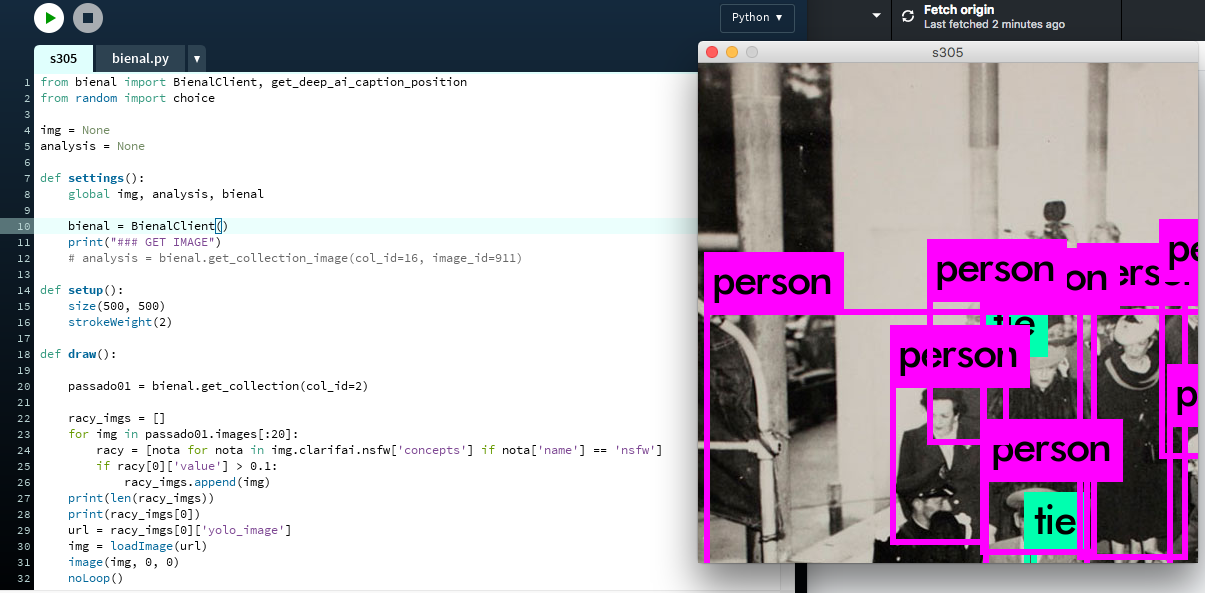 Python ▾
Fetch origin
Last fetched 2 minutes ago
s305
bienal.py
▾
1 from bienal import BienalClient, get_deep_ai_caption_position
2 from random import choice
3
4 img = None
5 analysis = None
6
7 def settings():
8     global img, analysis, bienal
9
10     bienal = BienalClient()
11     print("### GET IMAGE")
12     # analysis = bienal.get_collection_image(col_id=16, image_id=911)
13
14 def setup():
15     size(500, 500)
16     strokeWeight(2)
17
18 def draw():
19
20     passado01 = bienal.get_collection(col_id=2)
21
22     racy_imgs = []
23     for img in passado01.images[:20]:
24         racy = [nota for nota in img.clarifai.nsfw['concepts'] if nota['name'] == 'nsfw']
25         if racy[0]['value'] > 0.1:
26             racy_imgs.append(img)
27     print(len(racy_imgs))
28     print(racy_imgs[0])
29     url = racy_imgs[0]['yolo_image']
30     img = loadImage(url)
31     image(img, 0, 0)
32     noLoop()
s305
pe
person
on
erso
person
tie
person
p
person
tie